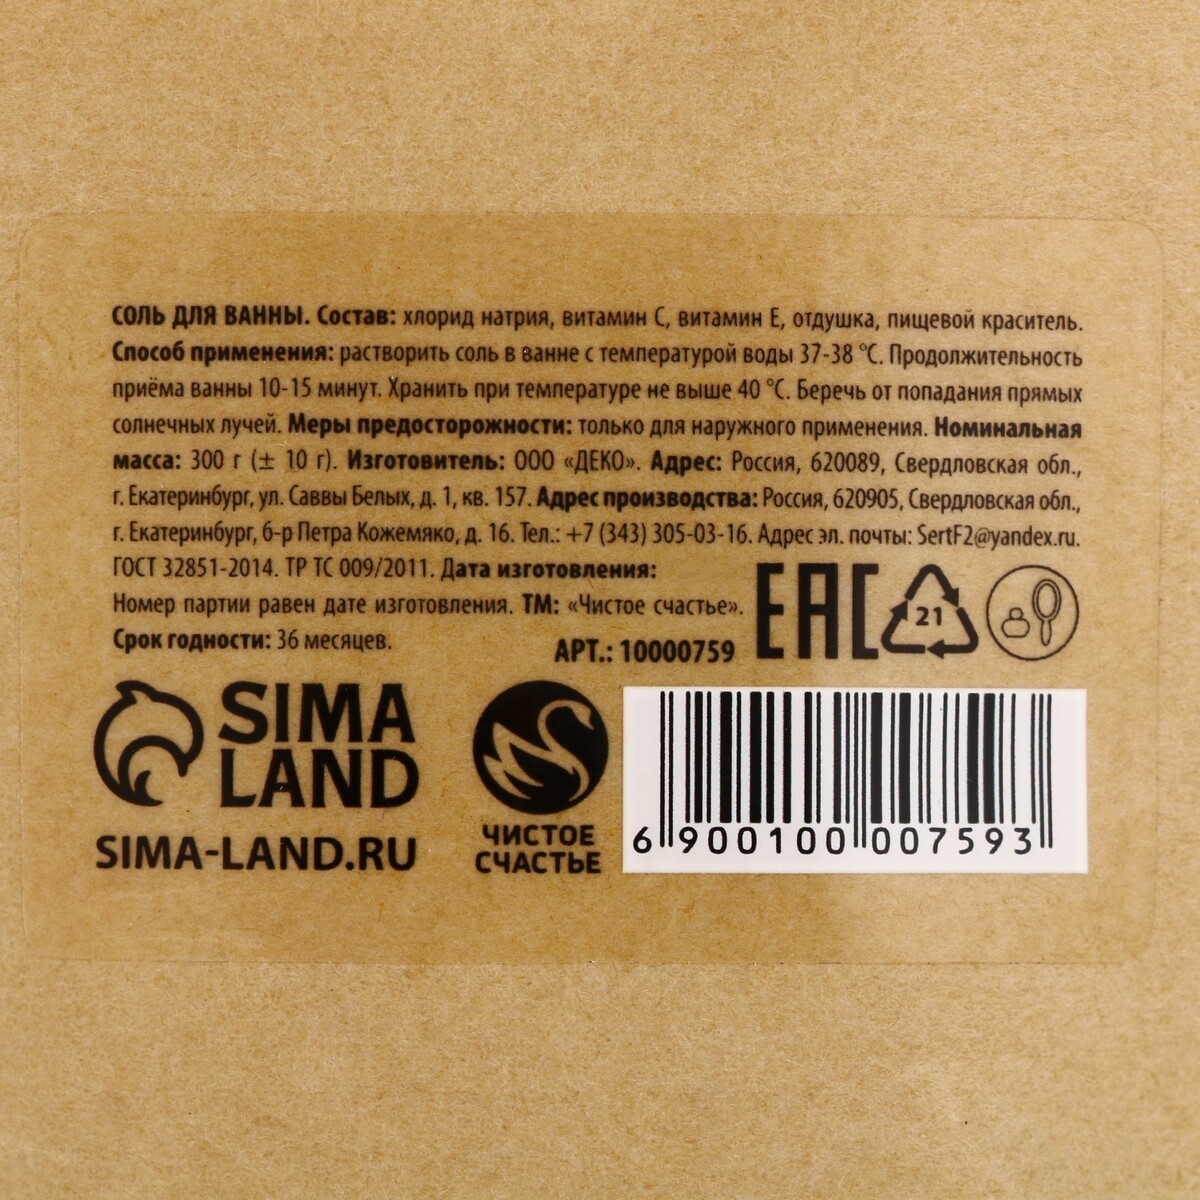 СОЛЬ ДЛЯ ВАННЫ. Состав: хлорид натрия, витамин С, витамин Е, отдушка, пищевой краситель.
Способ применения: растворить соль в ванне с температурой воды 37-38 °С. Продолжительность
приёма ванны 10-15 минут. Хранить при температуре не выше 40 °С. Беречь от попадания прямых
солнечных лучей. Меры предосторожности: только для наружного применения. Номинальная
масса: 300 г (± 10 г). Изготовитель: ООО «ДЕКО». Адрес: Россия, 620089, Свердловская обл.,
г. Екатеринбург, ул. Саввы Белых, д. 1, кв. 157. Адрес производства: Россия, 620905, Свердловская обл.,
г. Екатеринбург, б-р Петра Кожемяко, д. 16. Тел.: +7 (343) 305-03-16. Адрес эл. почты: SertF2@yandex.ru.
ГОСТ 32851-2014. ТР ТС 009/2011. Дата изготовления:
Номер партии равен дате изготовления. ТМ: «Чистое счастье».
Срок годности: 36 месяцев.
АРТ.: 10000759
EAC
21
SIMA
LAND
SIMA-LAND.RU
ЧИСТОЕ
СЧАСТЬЕ
6 900100 007593